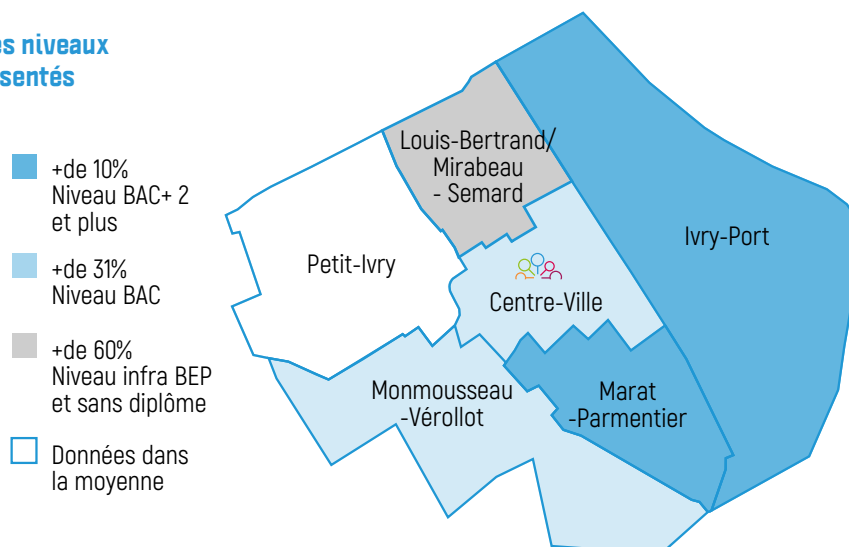 es niveaux
sentés
+de 10%
Niveau BAC+ 2
et plus
+de 31%
Niveau BAC
+de 60%
Niveau infra BEP
et sans diplôme
Données dans
la moyenne
Louis-Bertrand/
Mirabeau
- Semard
Ivry-Port
Petit-Ivry
Centre-Ville
Monmousseau
-Vérollot
Marat
-Parmentier